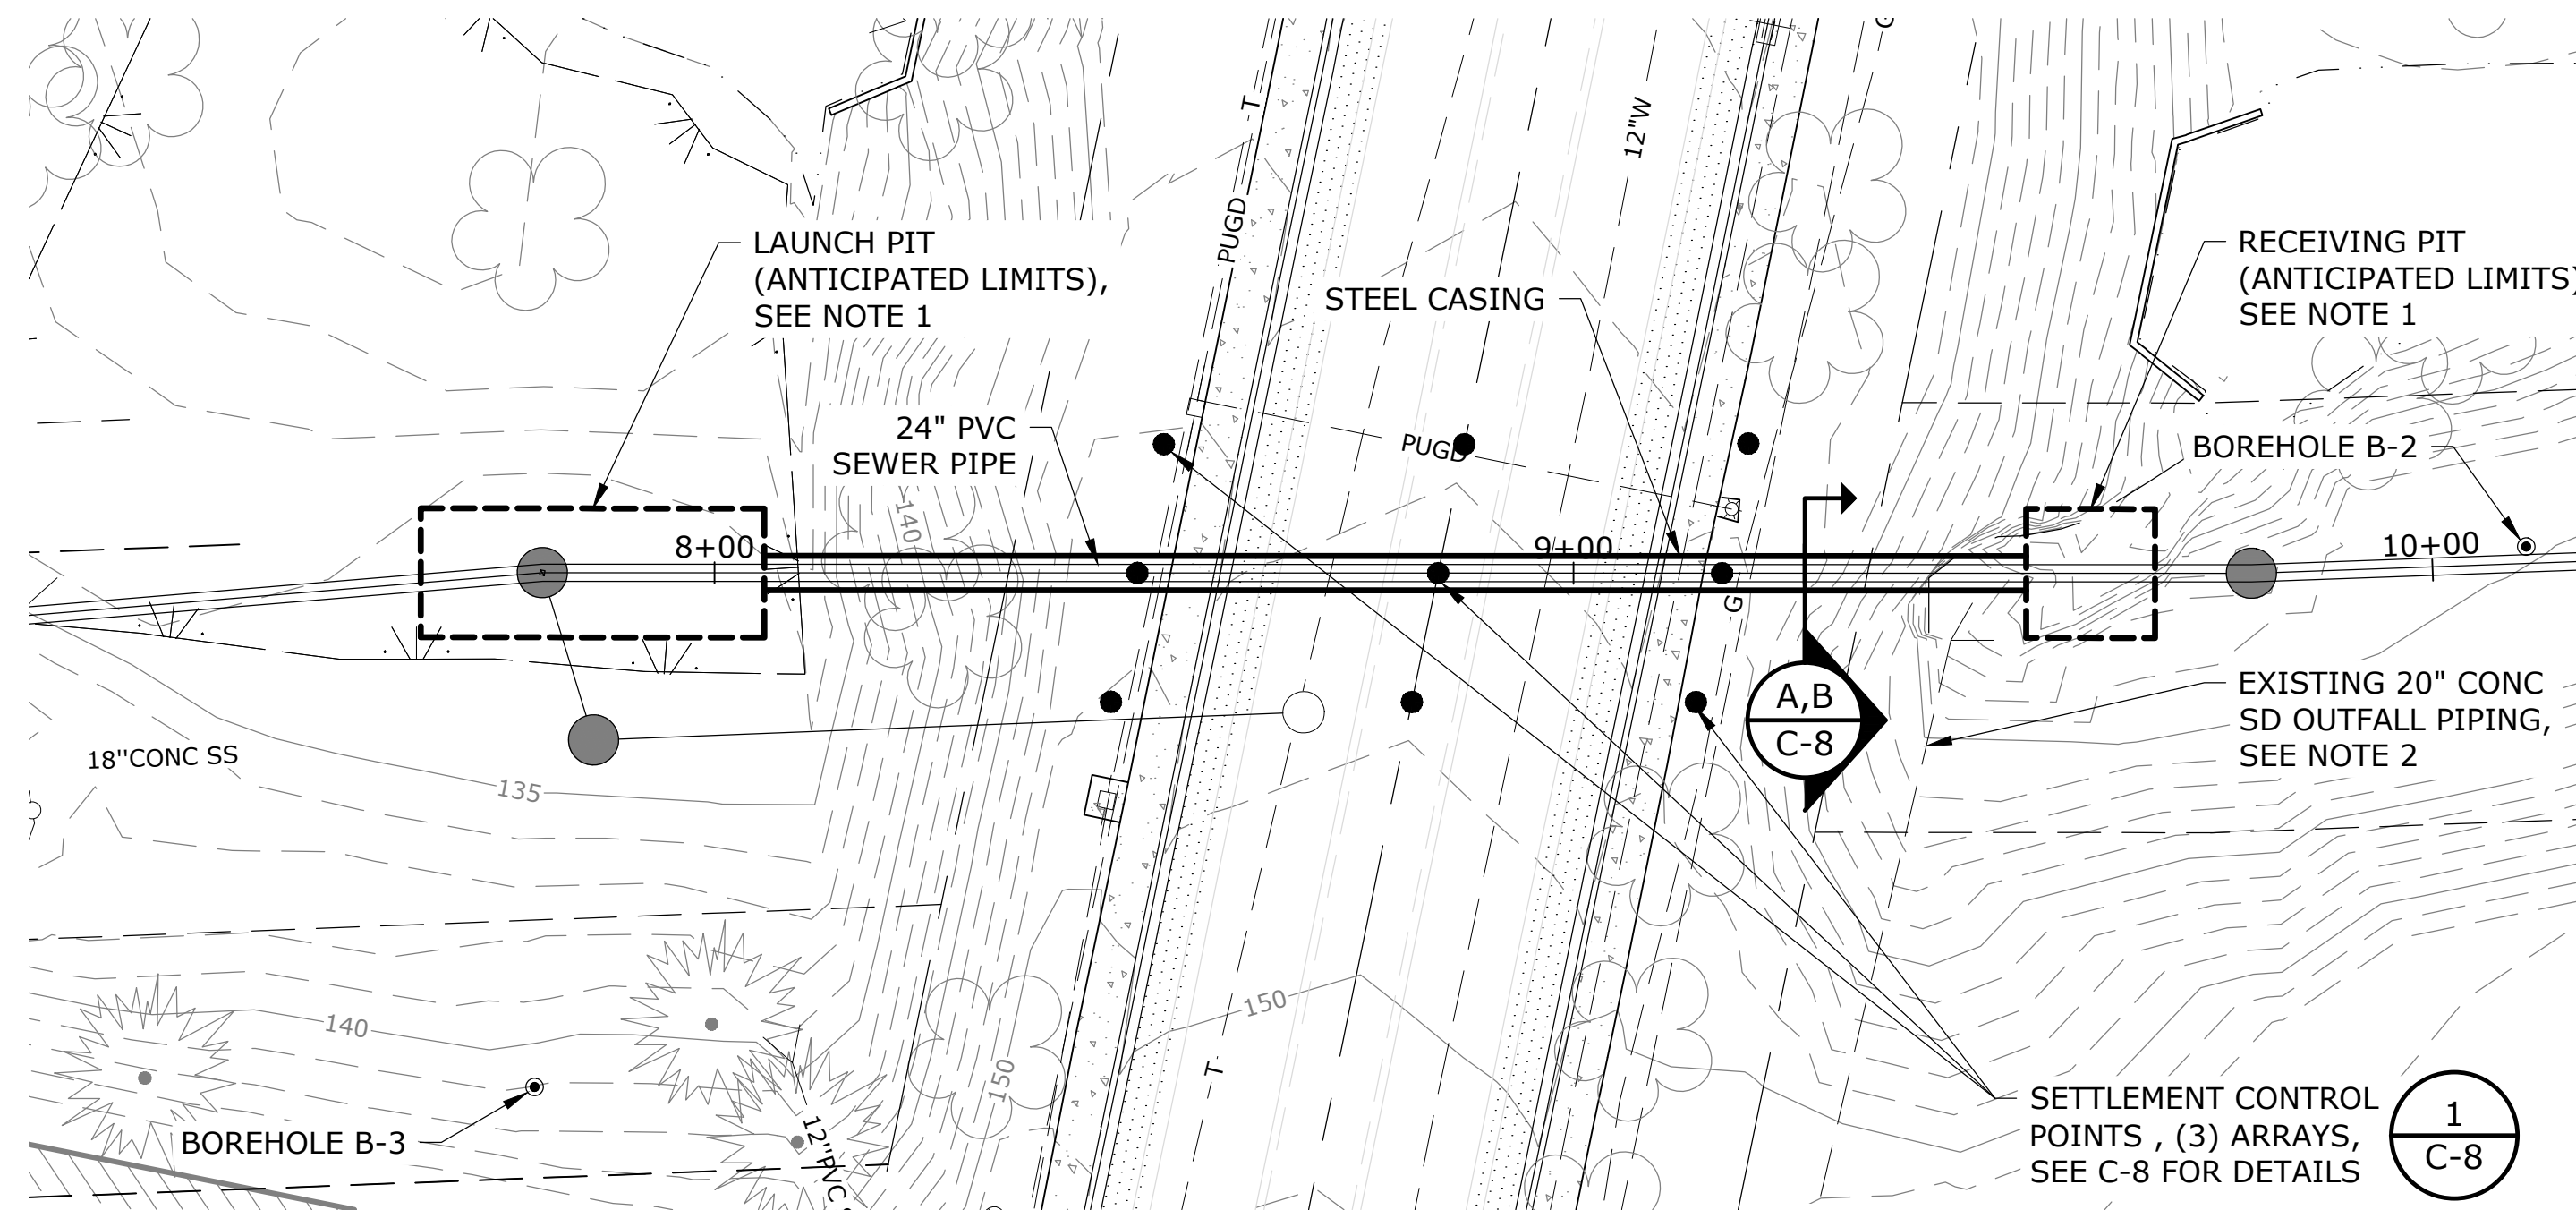 G
T
12"W
PUGD
LAUNCH PIT
(ANTICIPATED LIMITS),
SEE NOTE 1
STEEL CASING
RECEIVING PIT
(ANTICIPATED LIMITS)
SEE NOTE 1
24" PVC
SEWER PIPE
PUGD
BOREHOLE B-2
140
8+00
9+00
10+00
G
A,B
C-8
EXISTING 20" CONC
SD OUTFALL PIPING,
SEE NOTE 2
18"CONC SS
135
150
140
150
T
BOREHOLE B-3
12"PVC
SETTLEMENT CONTROL
POINTS , (3) ARRAYS,
SEE C-8 FOR DETAILS
1
C-8